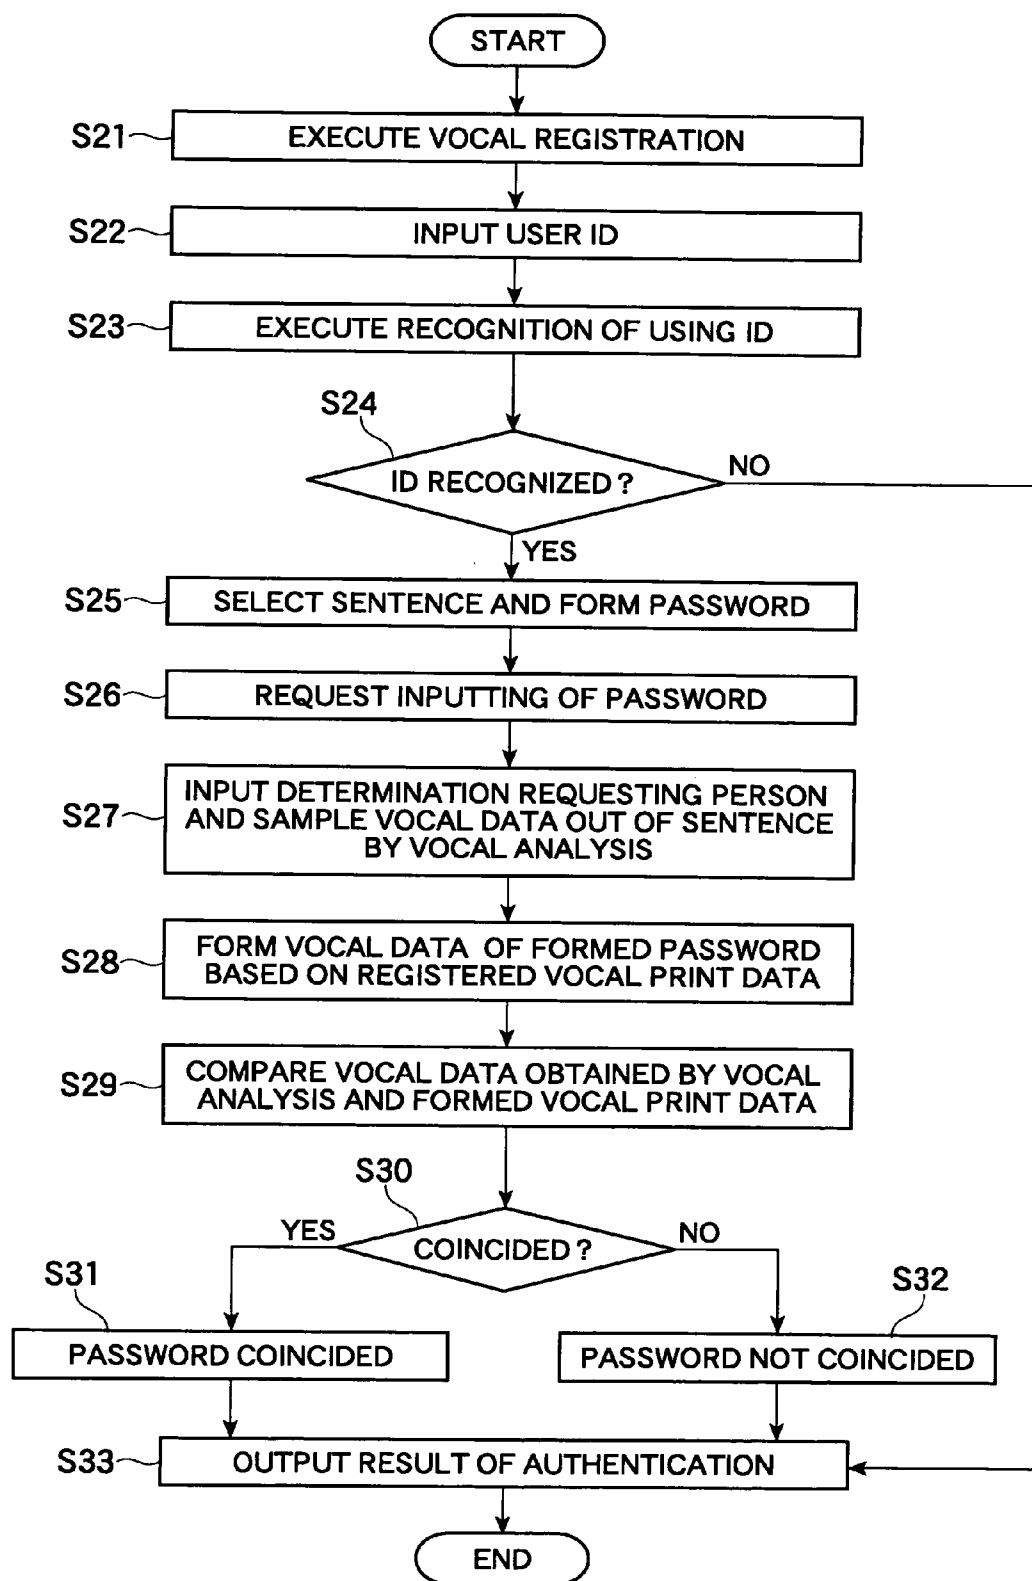 START
S21
EXECUTE VOCAL REGISTRATION
S22
INPUT USER ID
S23
EXECUTE RECOGNITION OF USING ID
S24
ID RECOGNIZED?
NO
YES
S25
SELECT SENTENCE AND FORM PASSWORD
S26
REQUEST INPUTTING OF PASSWORD
S27
INPUT DETERMINATION REQUESTING PERSON
AND SAMPLE VOCAL DATA OUT OF SENTENCE
BY VOCAL ANALYSIS
S28
FORM VOCAL DATA OF FORMED PASSWORD
BASED ON REGISTERED VOCAL PRINT DATA
S29
COMPARE VOCAL DATA OBTAINED BY VOCAL
ANALYSIS AND FORMED VOCAL PRINT DATA
S30
YES
COINCIDED?
NO
S31
PASSWORD COINCIDED
S32
PASSWORD NOT COINCIDED
S33
OUTPUT RESULT OF AUTHENTICATION
END